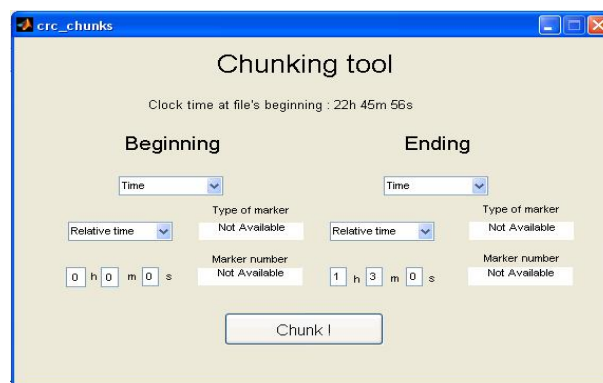 crc_chunks
Chunking tool
Clock time at file's beginning : 22h 45m 56s
Beginning Ending
Time Time
Type of marker Type of marker
Relative time Not Available Relative time Not Available
Marker number Marker number
0 h 0 m 0 s Not Available 1 h 3 m 0 s Not Available
Chunk !